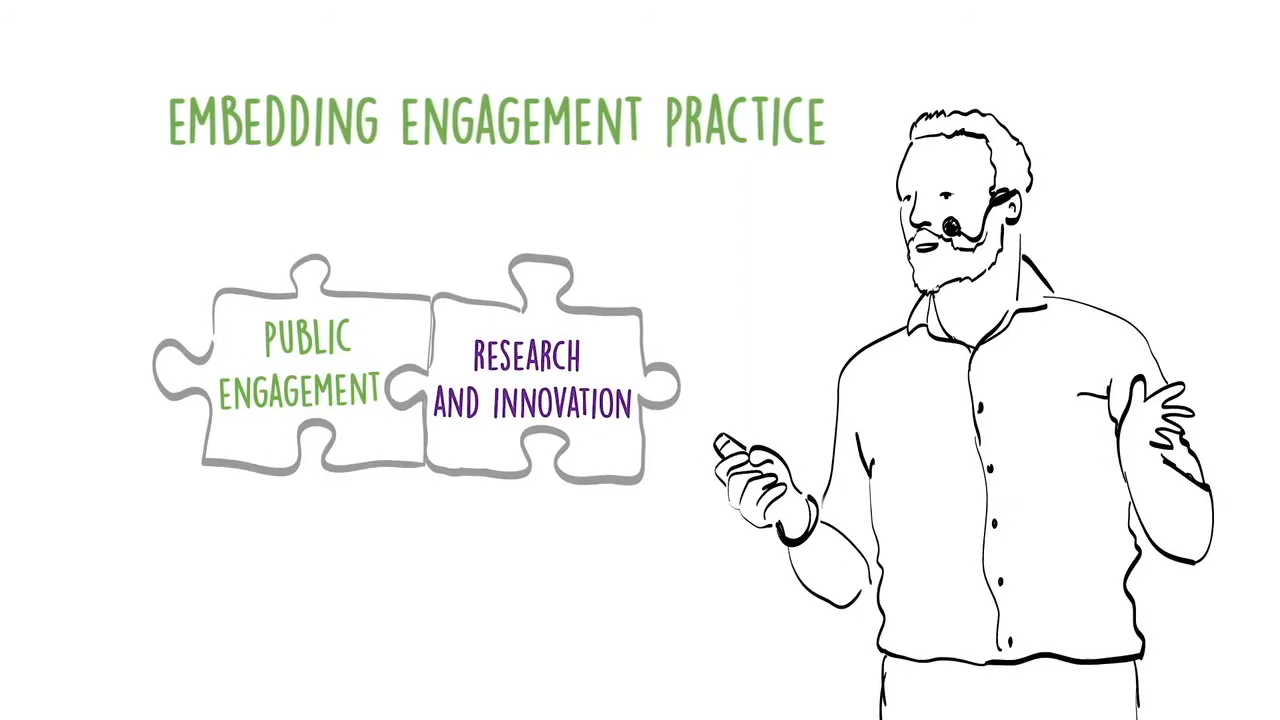 EMBEDDING ENGAGEMENT PRACTICE
PUBLIC
ENGAGEMENT
RESEARCH
AND INNOVATION